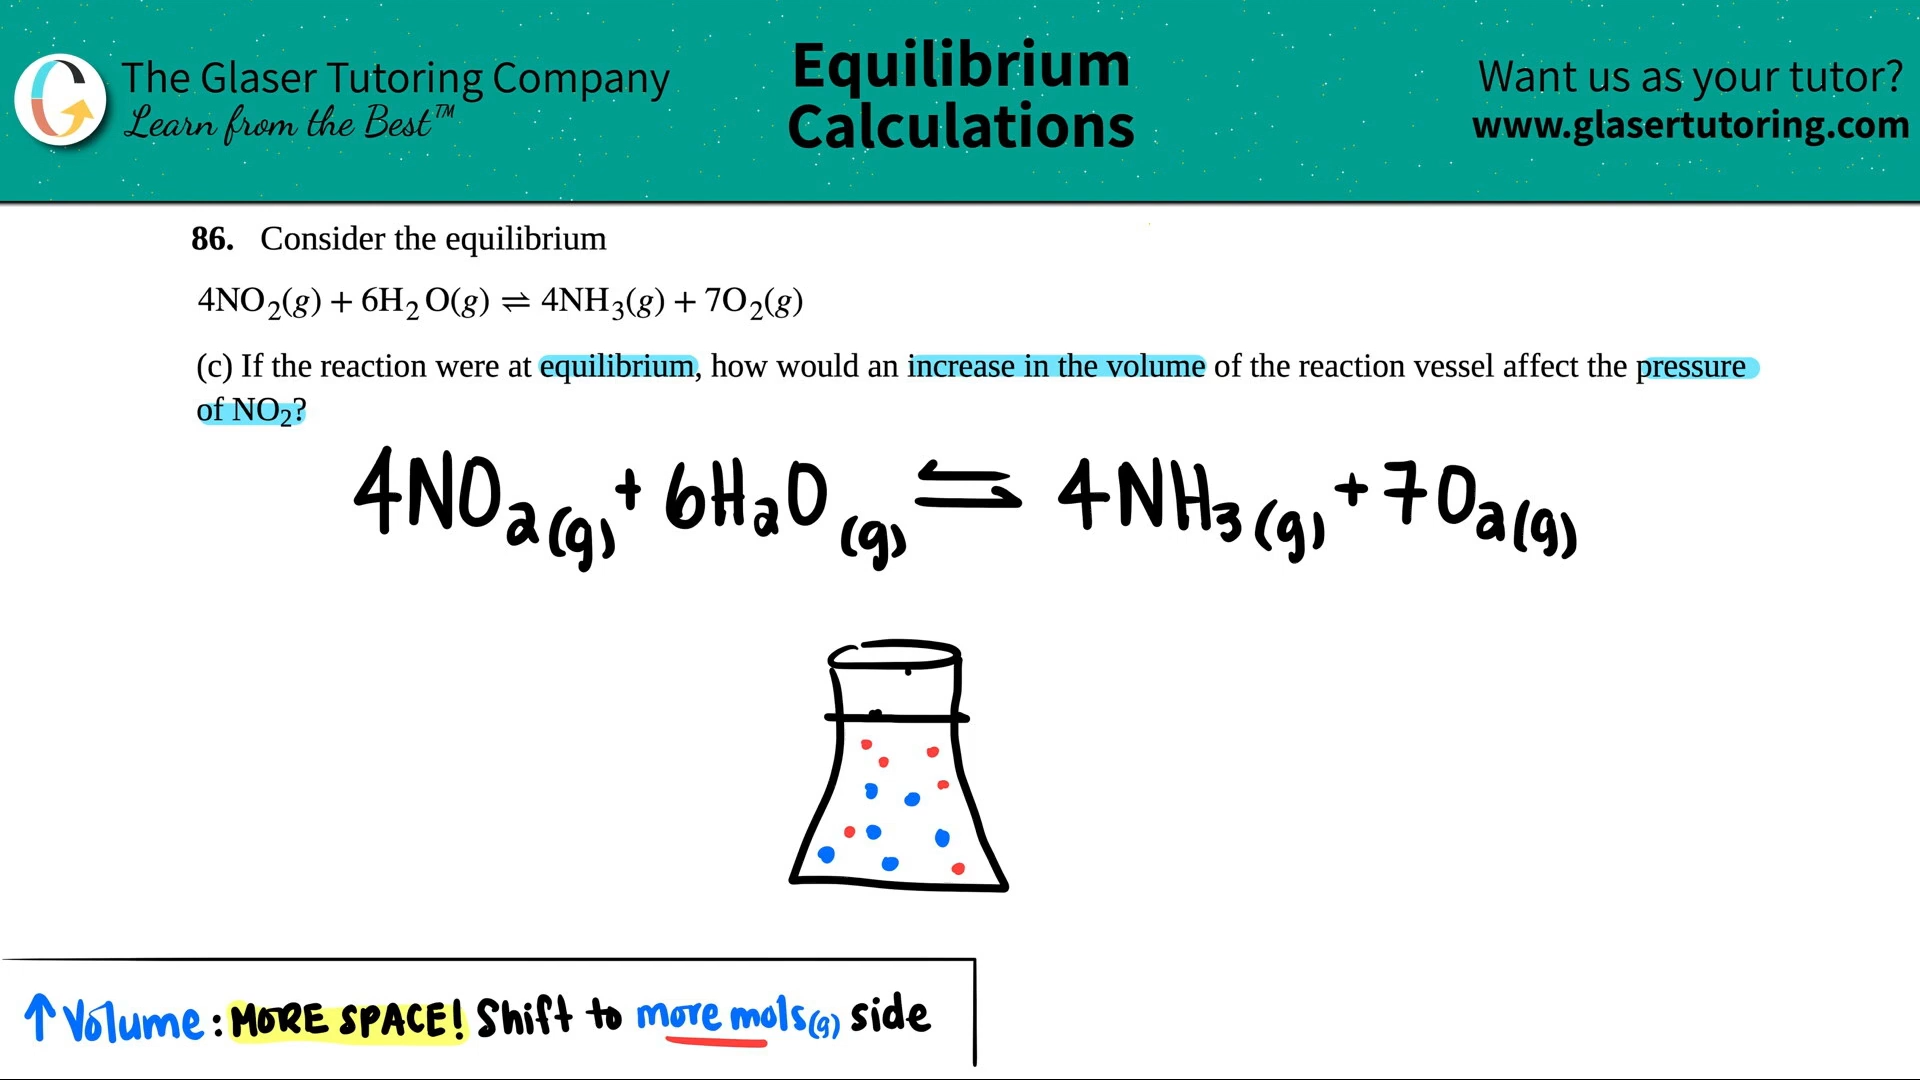 The Glaser Tutoring Company
Learn from the Best™
Equilibrium
Calculations
Want us as your tutor?
www.glasertutoring.com
86. Consider the equilibrium
4NO₂(g) + 6H₂O(g) ⇌ 4NH₃(g) + 7O₂(g)
(c) If the reaction were at equilibrium, how would an increase in the volume of the reaction vessel affect the pressure
of NO₂?
4NO₂(g) + 6H₂O(g) ⇌ 4NH₃(g) + 7O₂(g)
↑ Volume: MORE SPACE! Shift to more mols(g) side